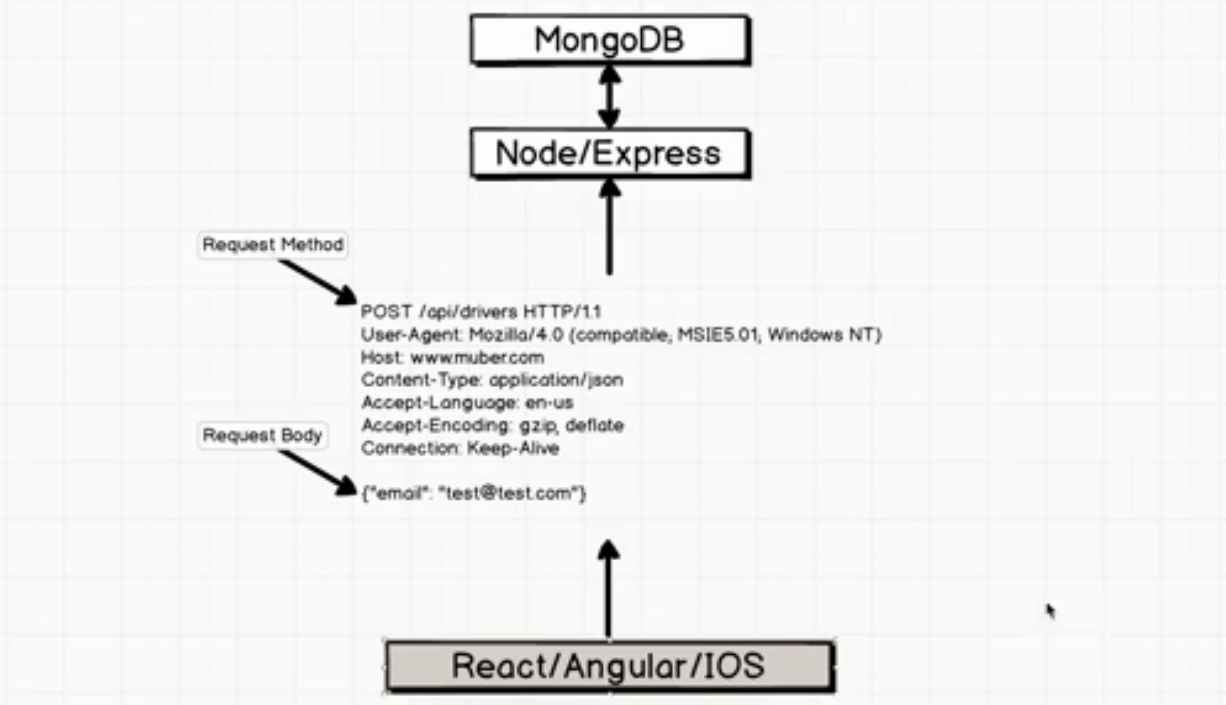 MongoDB
Node/Express
Request Method
POST /api/drivers HTTP/1.1
User-Agent: Mozilla/4.0 (compatible; MSIE5.01; Windows NT)
Host: www.muber.com
Content-Type: application/json
Accept-Language: en-us
Accept-Encoding: gzip, deflate
Connection: Keep-Alive
Request Body
{"email": "test@test.com"}
React/Angular/IOS